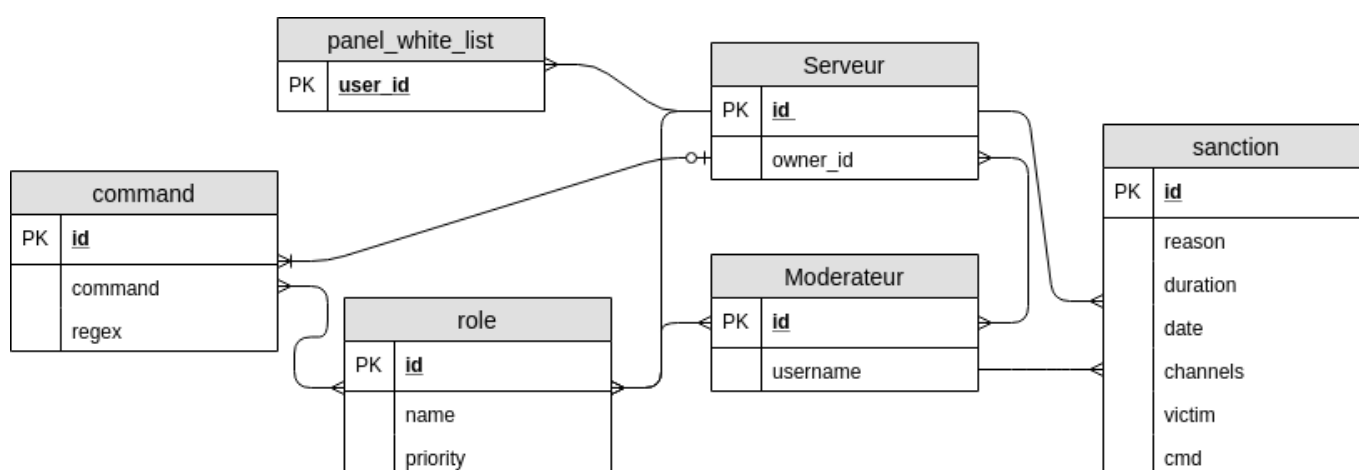 panel_white_list
PK user_id
Serveur
PK id
owner_id
sanction
PK id
reason
duration
date
channels
victim
cmd
command
PK id
command
regex
Moderateur
PK id
username
role
PK id
name
priority